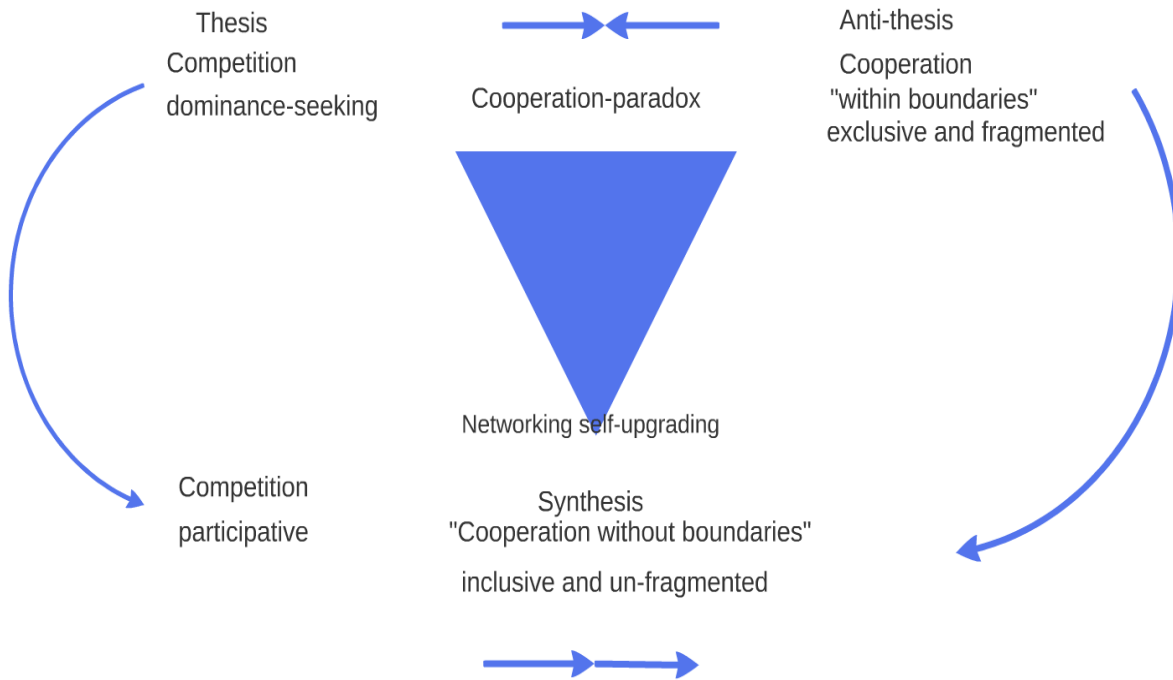 Thesis
Competition
dominance-seeking
Cooperation-paradox
Anti-thesis
Cooperation
"within boundaries"
exclusive and fragmented
Networking self-upgrading
Competition
participative
Synthesis
"Cooperation without boundaries"
inclusive and un-fragmented